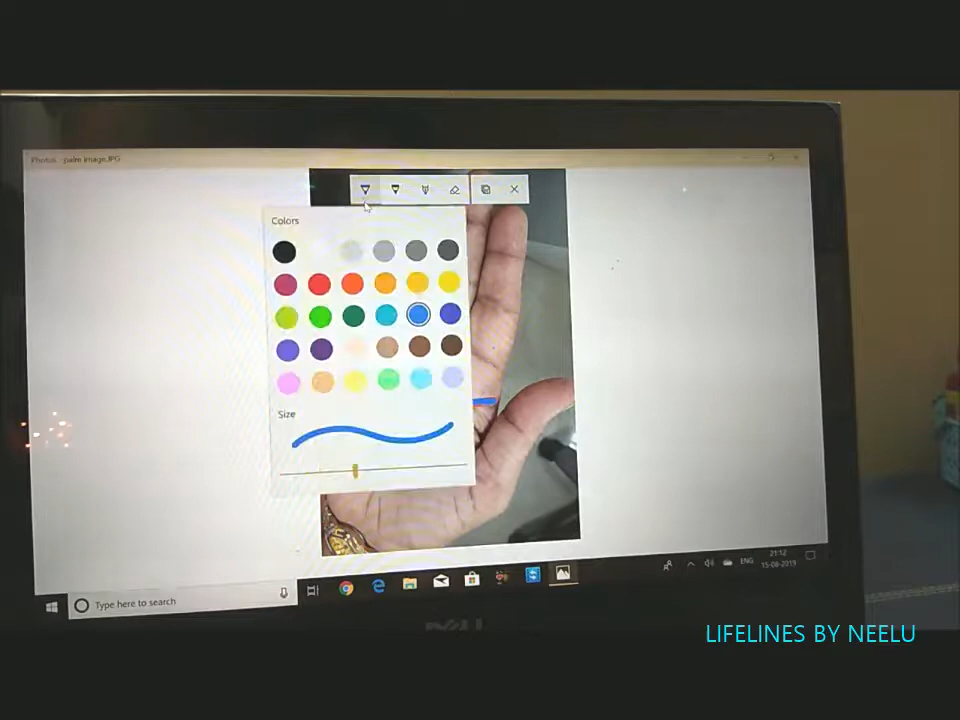 Photos - palm image.JPG
Colors
Size
21:12
ENG
15-08-2019
Type here to search
DELL
LIFELINES BY NEELU